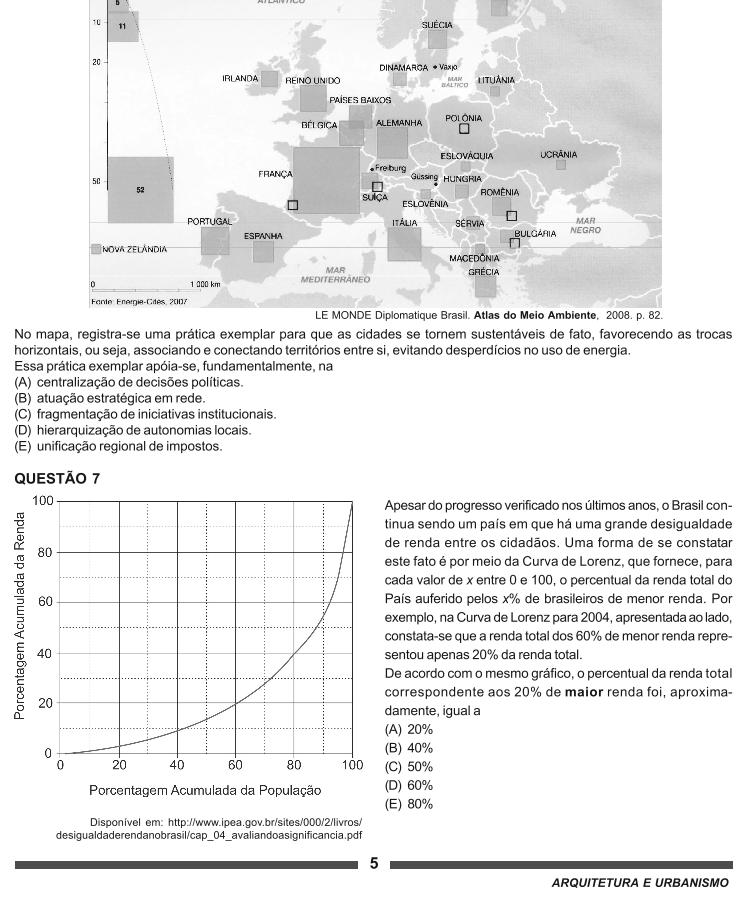 ATLÂNTICO
5
10
11
20
50
52
SUÉCIA
DINAMARCA
Växjö
MAR BÁLTICO
LITUÂNIA
IRLANDA
REINO UNIDO
PAÍSES BAIXOS
BÉLGICA
ALEMANHA
POLÔNIA
ESLOVÁQUIA
UCRÂNIA
FRANÇA
Freiburg
Güssing
HUNGRIA
SUÍÇA
ROMÊNIA
ESLOVÊNIA
PORTUGAL
ESPANHA
ITÁLIA
SÉRVIA
BULGÁRIA
MAR NEGRO
NOVA ZELÂNDIA
MACEDÔNIA
GRÉCIA
MAR MEDITERRÂNEO
0 1 000 km
Fonte: Energie-Cités, 2007
LE MONDE Diplomatique Brasil. Atlas do Meio Ambiente, 2008. p. 82.
No mapa, registra-se uma prática exemplar para que as cidades se tornem sustentáveis de fato, favorecendo as trocas
horizontais, ou seja, associando e conectando territórios entre si, evitando desperdícios no uso de energia.
Essa prática exemplar apóia-se, fundamentalmente, na
(A) centralização de decisões políticas.
(B) atuação estratégica em rede.
(C) fragmentação de iniciativas institucionais.
(D) hierarquização de autonomias locais.
(E) unificação regional de impostos.
QUESTÃO 7
Porcentagem Acumulada da Renda
100
80
60
40
20
0
0 20 40 60 80 100
Porcentagem Acumulada da População
Disponível em: http://www.ipea.gov.br/sites/000/2/livros/
desigualdaderendanobrasil/cap_04_avaliandoasignificancia.pdf
Apesar do progresso verificado nos últimos anos, o Brasil con-
tinua sendo um país em que há uma grande desigualdade
de renda entre os cidadãos. Uma forma de se constatar
este fato é por meio da Curva de Lorenz, que fornece, para
cada valor de x entre 0 e 100, o percentual da renda total do
País auferido pelos x% de brasileiros de menor renda. Por
exemplo, na Curva de Lorenz para 2004, apresentada ao lado,
constata-se que a renda total dos 60% de menor renda repre-
sentou apenas 20% da renda total.
De acordo com o mesmo gráfico, o percentual da renda total
correspondente aos 20% de maior renda foi, aproxima-
damente, igual a
(A) 20%
(B) 40%
(C) 50%
(D) 60%
(E) 80%
5
ARQUITETURA E URBANISMO